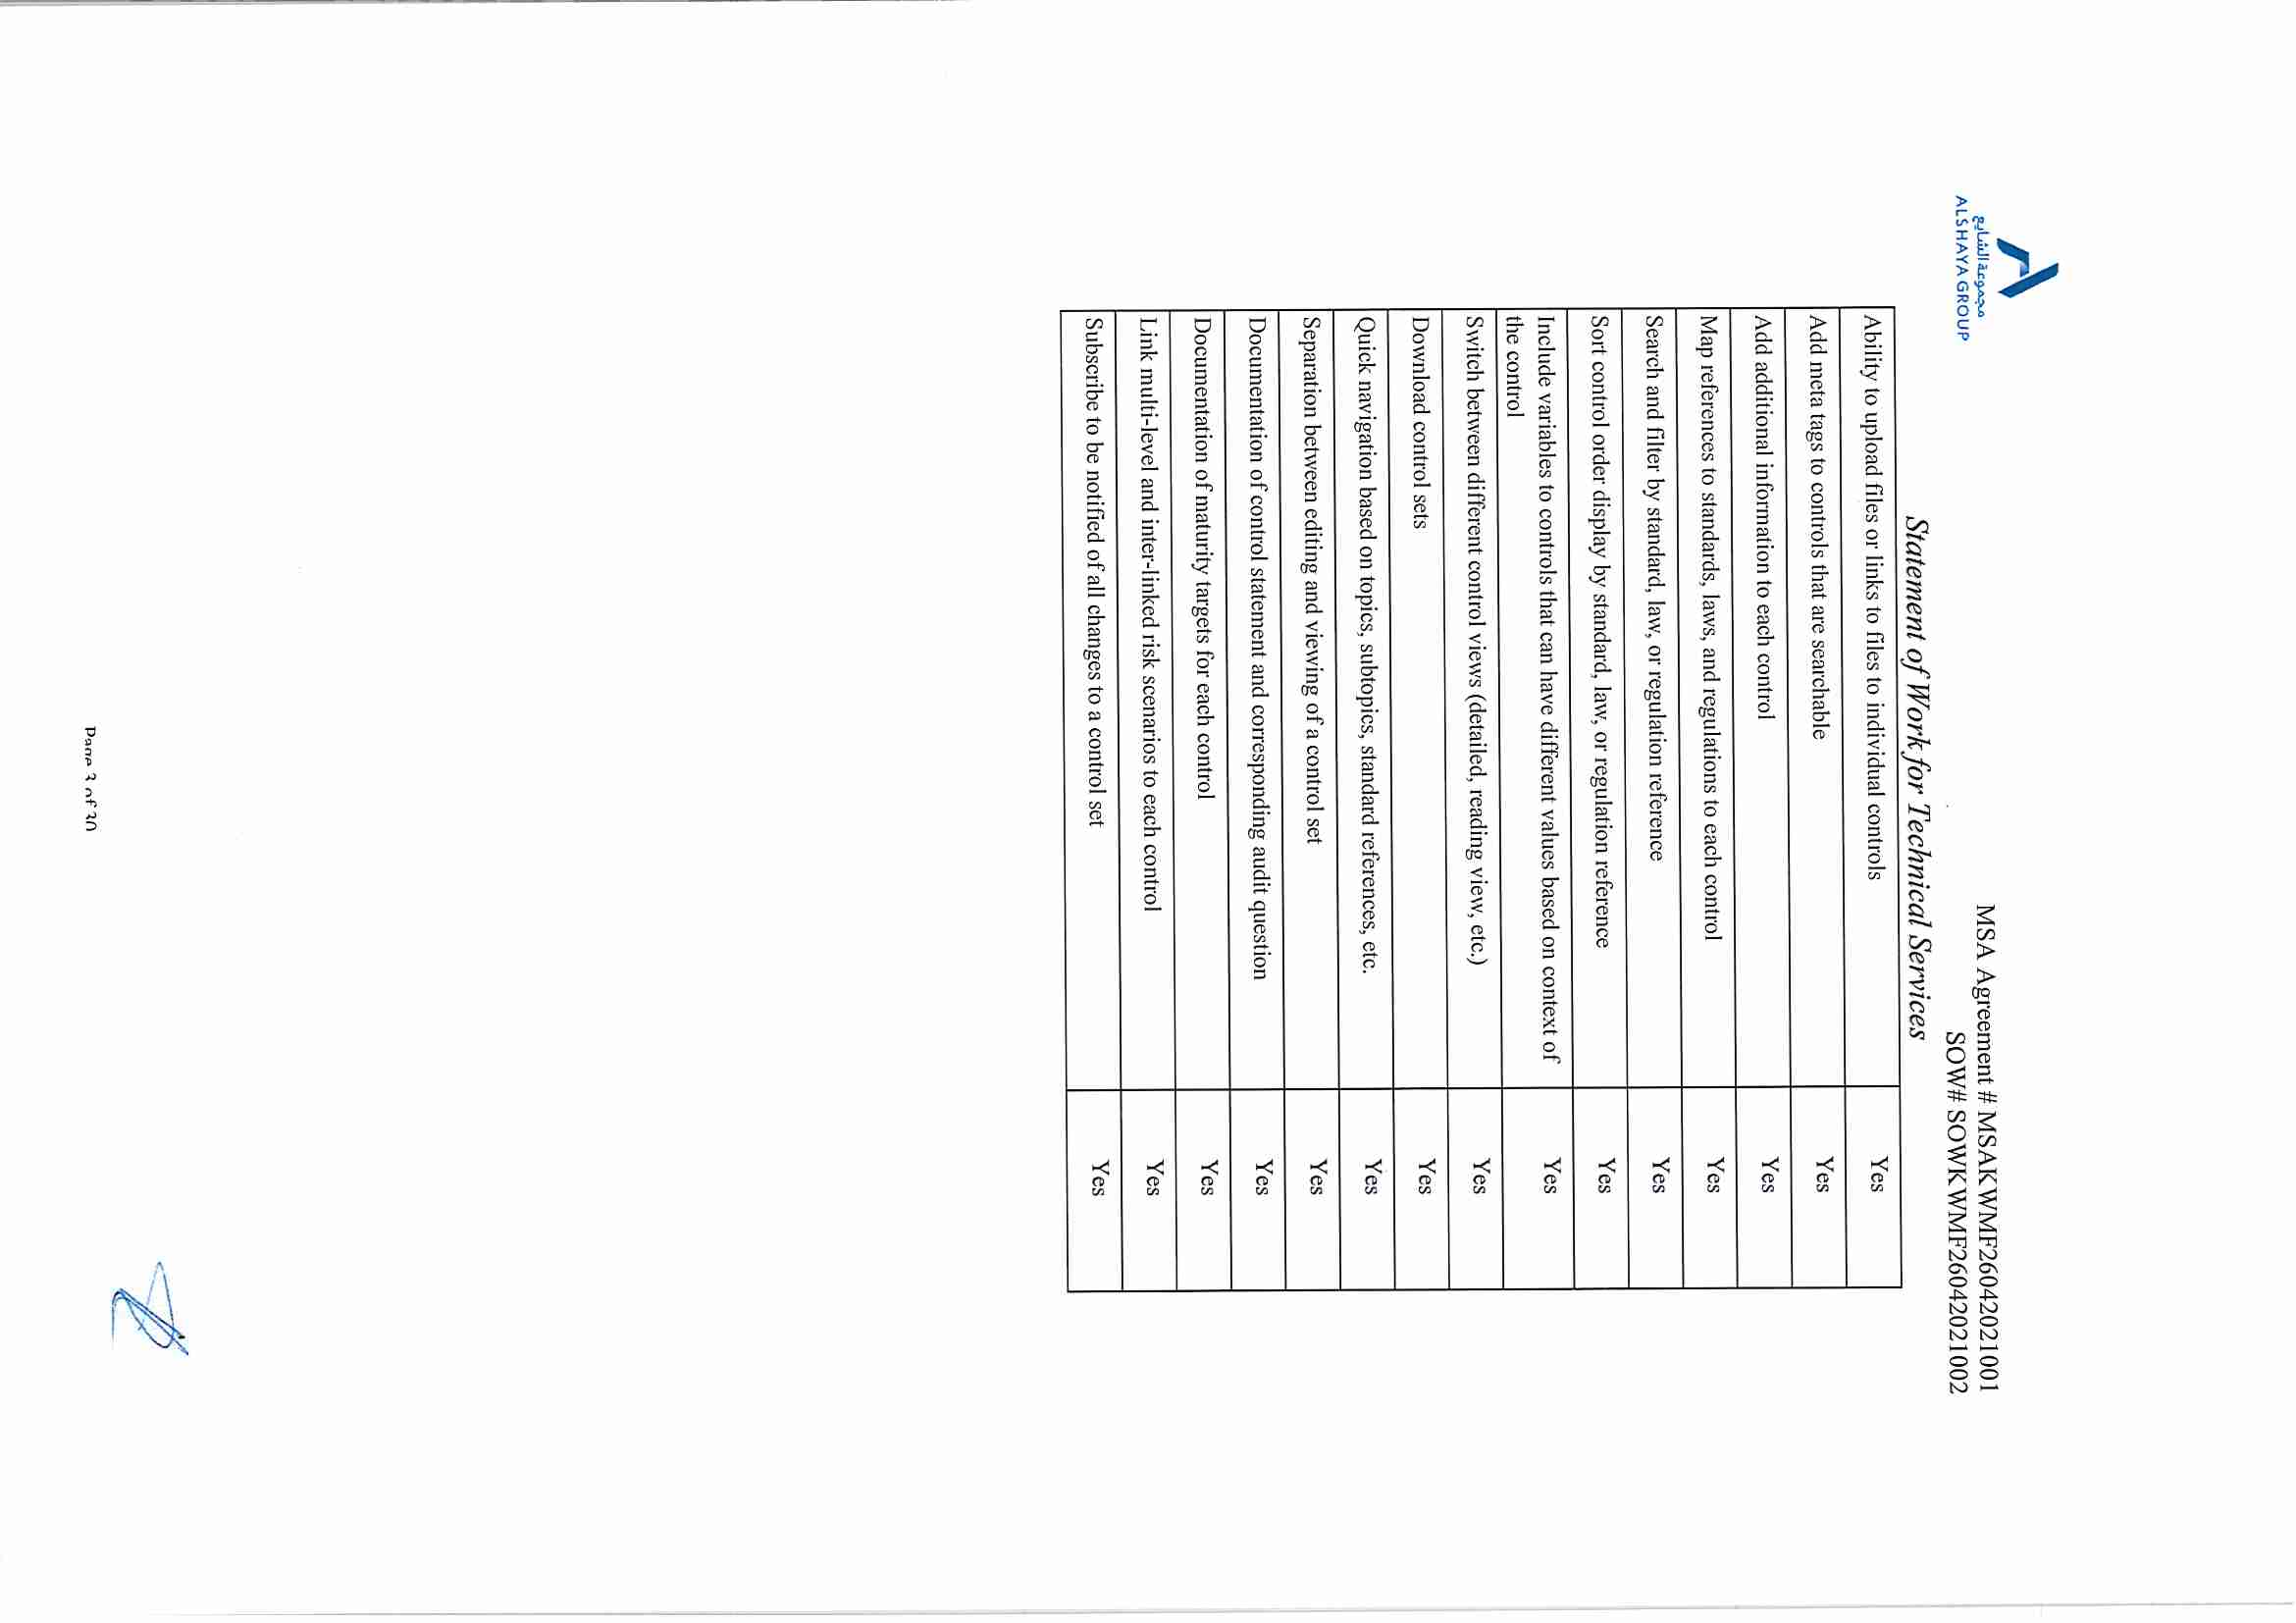 مجموعة الشايع
ALSHAYA GROUP
MSA Agreement # MSAKWMF26042021001
SOW# SOWKWMF26042021002
Statement of Work for Technical Services
Ability to upload files or links to files to individual controls Yes
Add meta tags to controls that are searchable Yes
Add additional information to each control Yes
Map references to standards, laws, and regulations to each control Yes
Search and filter by standard, law, or regulation reference Yes
Sort control order display by standard, law, or regulation reference Yes
Include variables to controls that can have different values based on context of Yes
the control
Switch between different control views (detailed, reading view, etc.) Yes
Download control sets Yes
Quick navigation based on topics, subtopics, standard references, etc. Yes
Separation between editing and viewing of a control set Yes
Documentation of control statement and corresponding audit question Yes
Documentation of maturity targets for each control Yes
Link multi-level and inter-linked risk scenarios to each control Yes
Subscribe to be notified of all changes to a control set Yes
Page 3 of 30